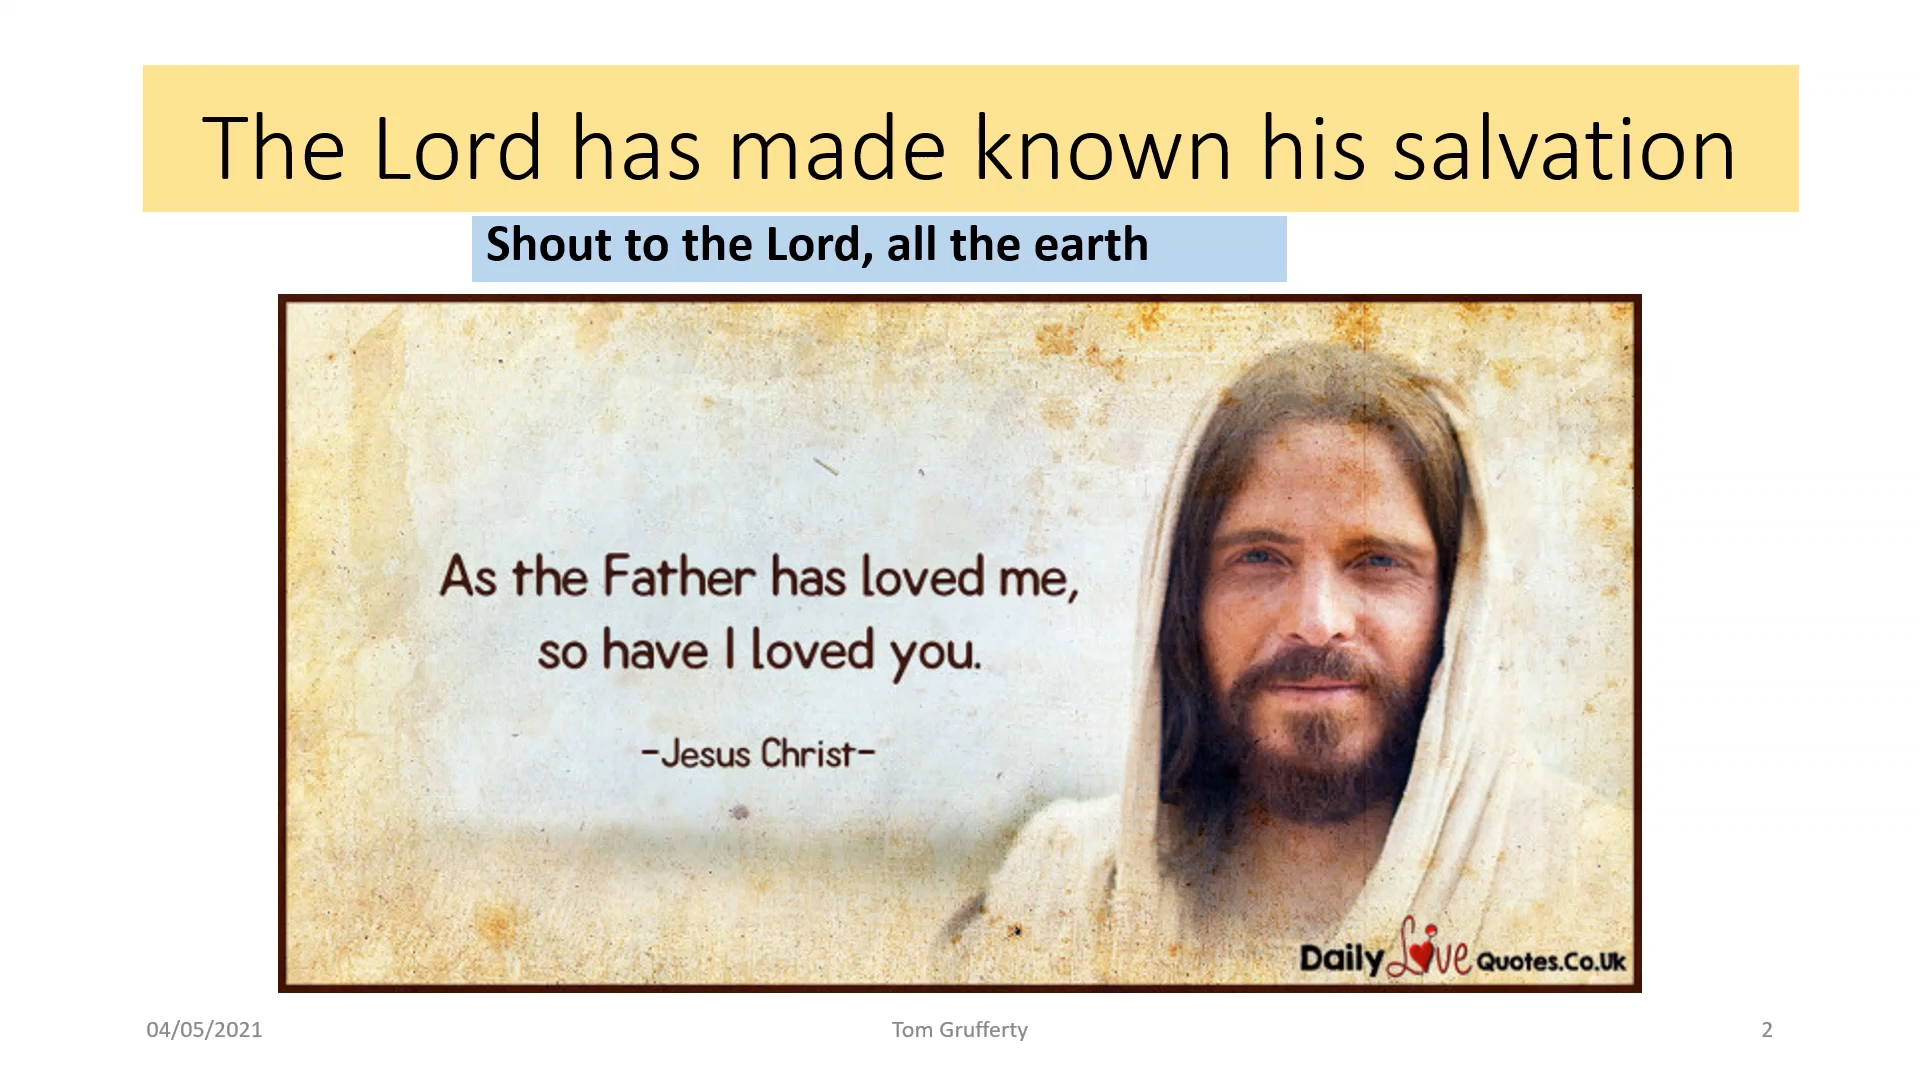 The Lord has made known his salvation
Shout to the Lord, all the earth
As the Father has loved me,
so have I loved you.
-Jesus Christ-
Daily Love Quotes.Co.Uk
04/05/2021
Tom Grufferty
2